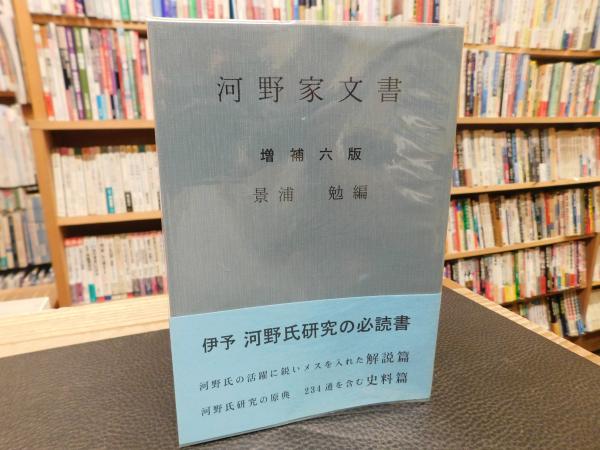 河野家文書
増補六版
景浦 勉編
伊予 河野氏研究の必読書
河野氏の活躍に鋭いメスを入れた解説篇
河野氏研究の原典 234通を含む史料篇